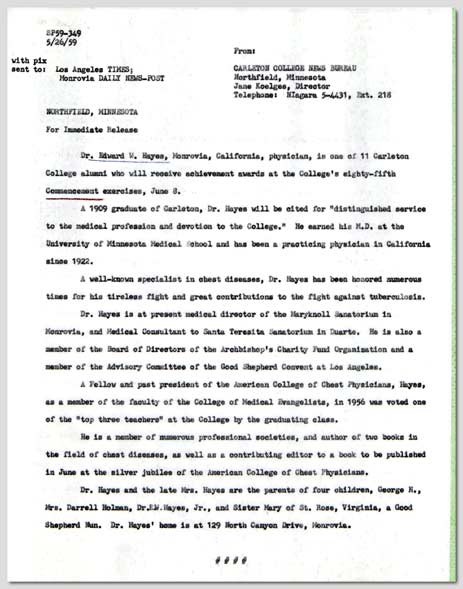 SP59-349
5/26/59
From:
with pix
sent to: Los Angeles TIMES; CARLETON COLLEGE NEWS BUREAU
Monrovia DAILY NEWS-POST Northfield, Minnesota
Jane Koelges, Director
Telephone: NIagara 5-4431, Ext. 218
NORTHFIELD, MINNESOTA
For Immediate Release
Dr. Edward W. Hayes, Monrovia, California, physician, is one of 11 Carleton
College alumni who will receive achievement awards at the College's eighty-fifth
Commencement exercises, June 8.
A 1909 graduate of Carleton, Dr. Hayes will be cited for "distinguished service
to the medical profession and devotion to the College." He earned his M.D. at the
University of Minnesota Medical School and has been a practicing physician in California
since 1922.
A well-known specialist in chest diseases, Dr. Hayes has been honored numerous
times for his tireless fight and great contributions to the fight against tuberculosis.
Dr. Hayes is at present medical director of the Maryknoll Sanatorium in
Monrovia, and Medical Consultant to Santa Teresita Sanatorium in Duarte. He is also a
member of the Board of Directors of the Archbishop's Charity Fund Organization and a
member of the Advisory Committee of the Good Shepherd Convent at Los Angeles.
A Fellow and past president of the American College of Chest Physicians, Hayes,
as a member of the faculty of the College of Medical Evangelists, in 1956 was voted one
of the "top three teachers" at the College by the graduating class.
He is a member of numerous professional societies, and author of two books in
the field of chest diseases, as well as a contributing editor to a book to be published
in June at the silver jubilee of the American College of Chest Physicians.
Dr. Hayes and the late Mrs. Hayes are the parents of four children, George H.,
Mrs. Darrell Holman, Dr.E.W.Hayes, Jr., and Sister Mary of St. Rose, Virginia, a Good
Shepherd Nun. Dr. Hayes' home is at 129 North Canyon Drive, Monrovia.
# # # #